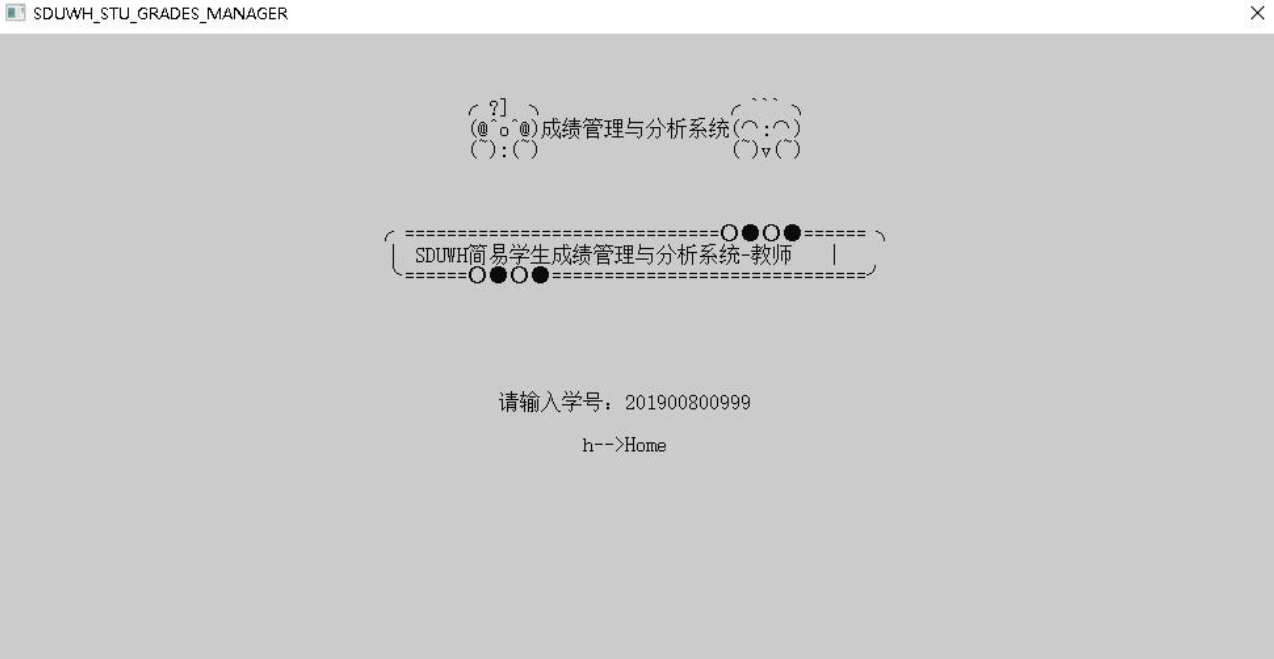 SDUWH_STU_GRADES_MANAGER
╭ ?] ╮ ╭ ``` ╮
(@ˆoˆ@)成绩管理与分析系统(⌒:⌒)
(~):(~) (~)v(~)
╭ ==============================○●○●====== ╮
│ SDUWH简易学生成绩管理与分析系统-教师 │
╰======○●○●==============================╯
请输入学号：201900800999
h-->Home